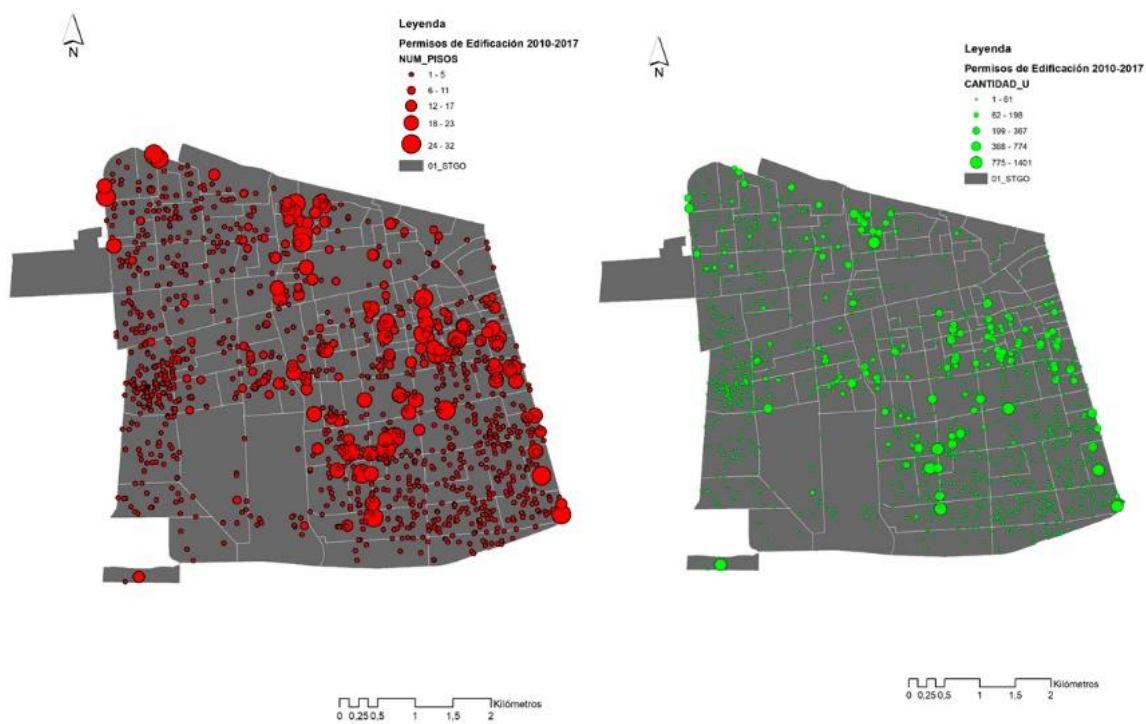 N
Leyenda
Permisos de Edificación 2010-2017
NUM_PISOS
1 - 5
6 - 11
12 - 17
18 - 23
24 - 32
01_STGO
Kilómetros
0 0,25 0,5 1 1,5 2
N
Leyenda
Permisos de Edificación 2010-2017
CANTIDAD_U
1 - 61
62 - 198
199 - 367
368 - 774
775 - 1401
01_STGO
Kilómetros
0 0,25 0,5 1 1,5 2